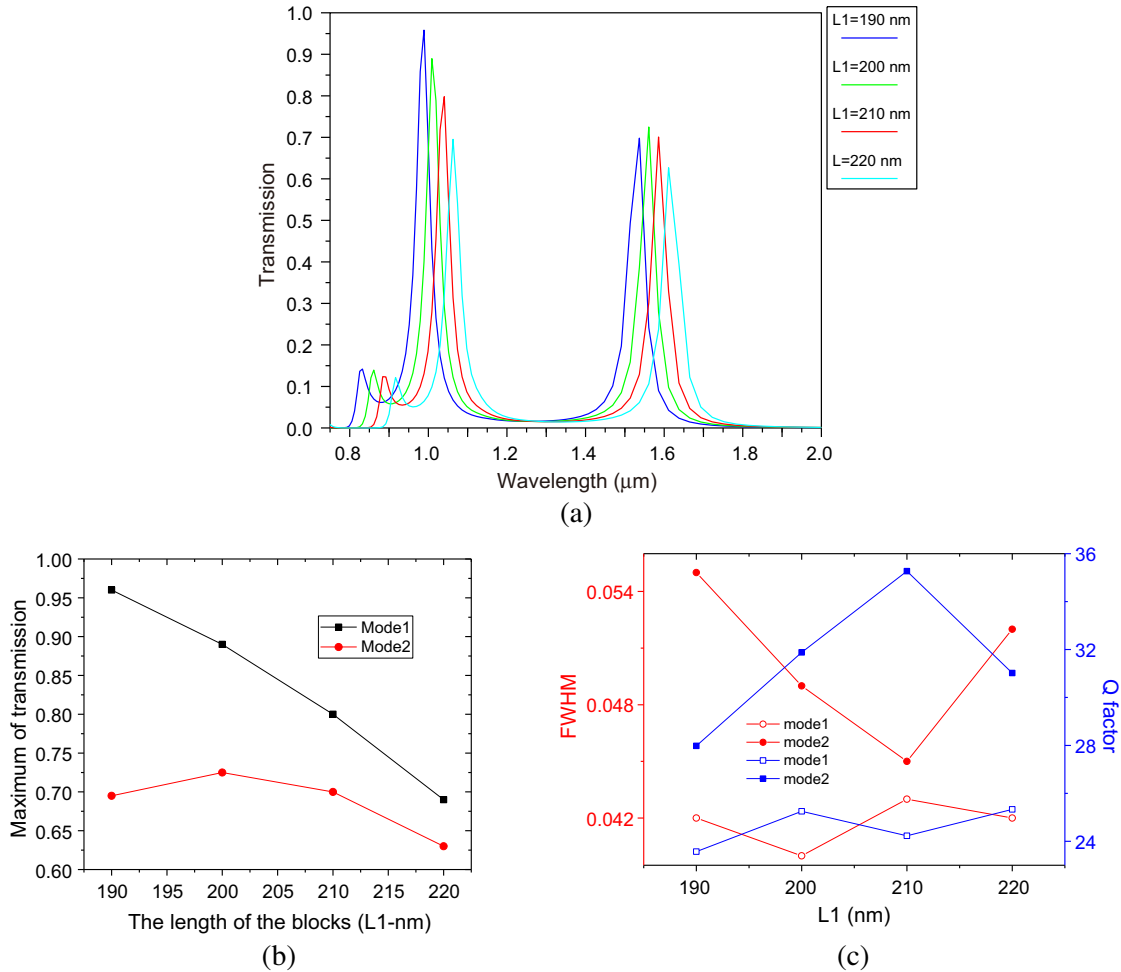 1.0
0.9
0.8
0.7
0.6
0.5
0.4
0.3
0.2
0.1
0.0
Transmission
0.8 1.0 1.2 1.4 1.6 1.8 2.0
Wavelength (μm)
L1=190 nm
L1=200 nm
L1=210 nm
L=220 nm
(a)
1.00
0.95
0.90
0.85
0.80
0.75
0.70
0.65
0.60
Maximum of transmission
Mode1
Mode2
190 195 200 205 210 215 220
The length of the blocks (L1-nm)
(b)
0.054
0.048
0.042
FWHM
mode1
mode2
mode1
mode2
36
32
28
24
Q factor
190 200 210 220
L1 (nm)
(c)